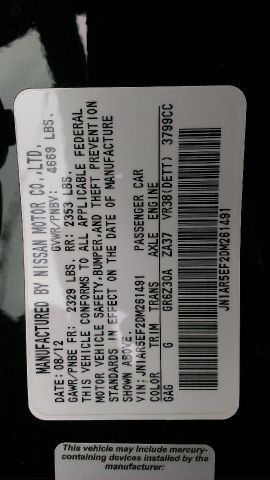 MANUFACTURED BY NISSAN MOTOR CO.,LTD.
DATE:08/12 GVWR/PNBV: 4669 LBS.
GAWR/PNBE FR: 2329 LBS. RR: 2353 LBS.
THIS VEHICLE CONFORMS TO ALL APPLICABLE FEDERAL
MOTOR VEHICLE SAFETY,BUMPER,AND THEFT PREVENTION
STANDARDS IN EFFECT ON THE DATE OF MANUFACTURE
SHOWN ABOVE.
VIN: JN1AR5EF2DM261491 PASSENGER CAR
COLOR TRIM TRANS AXLE ENGINE
GAG G GR6Z30A ZA37 VR38(DETT) 3799CC
JN1AR5EF2DM261491
This vehicle may include mercury-
containing devices installed by the
manufacturer: